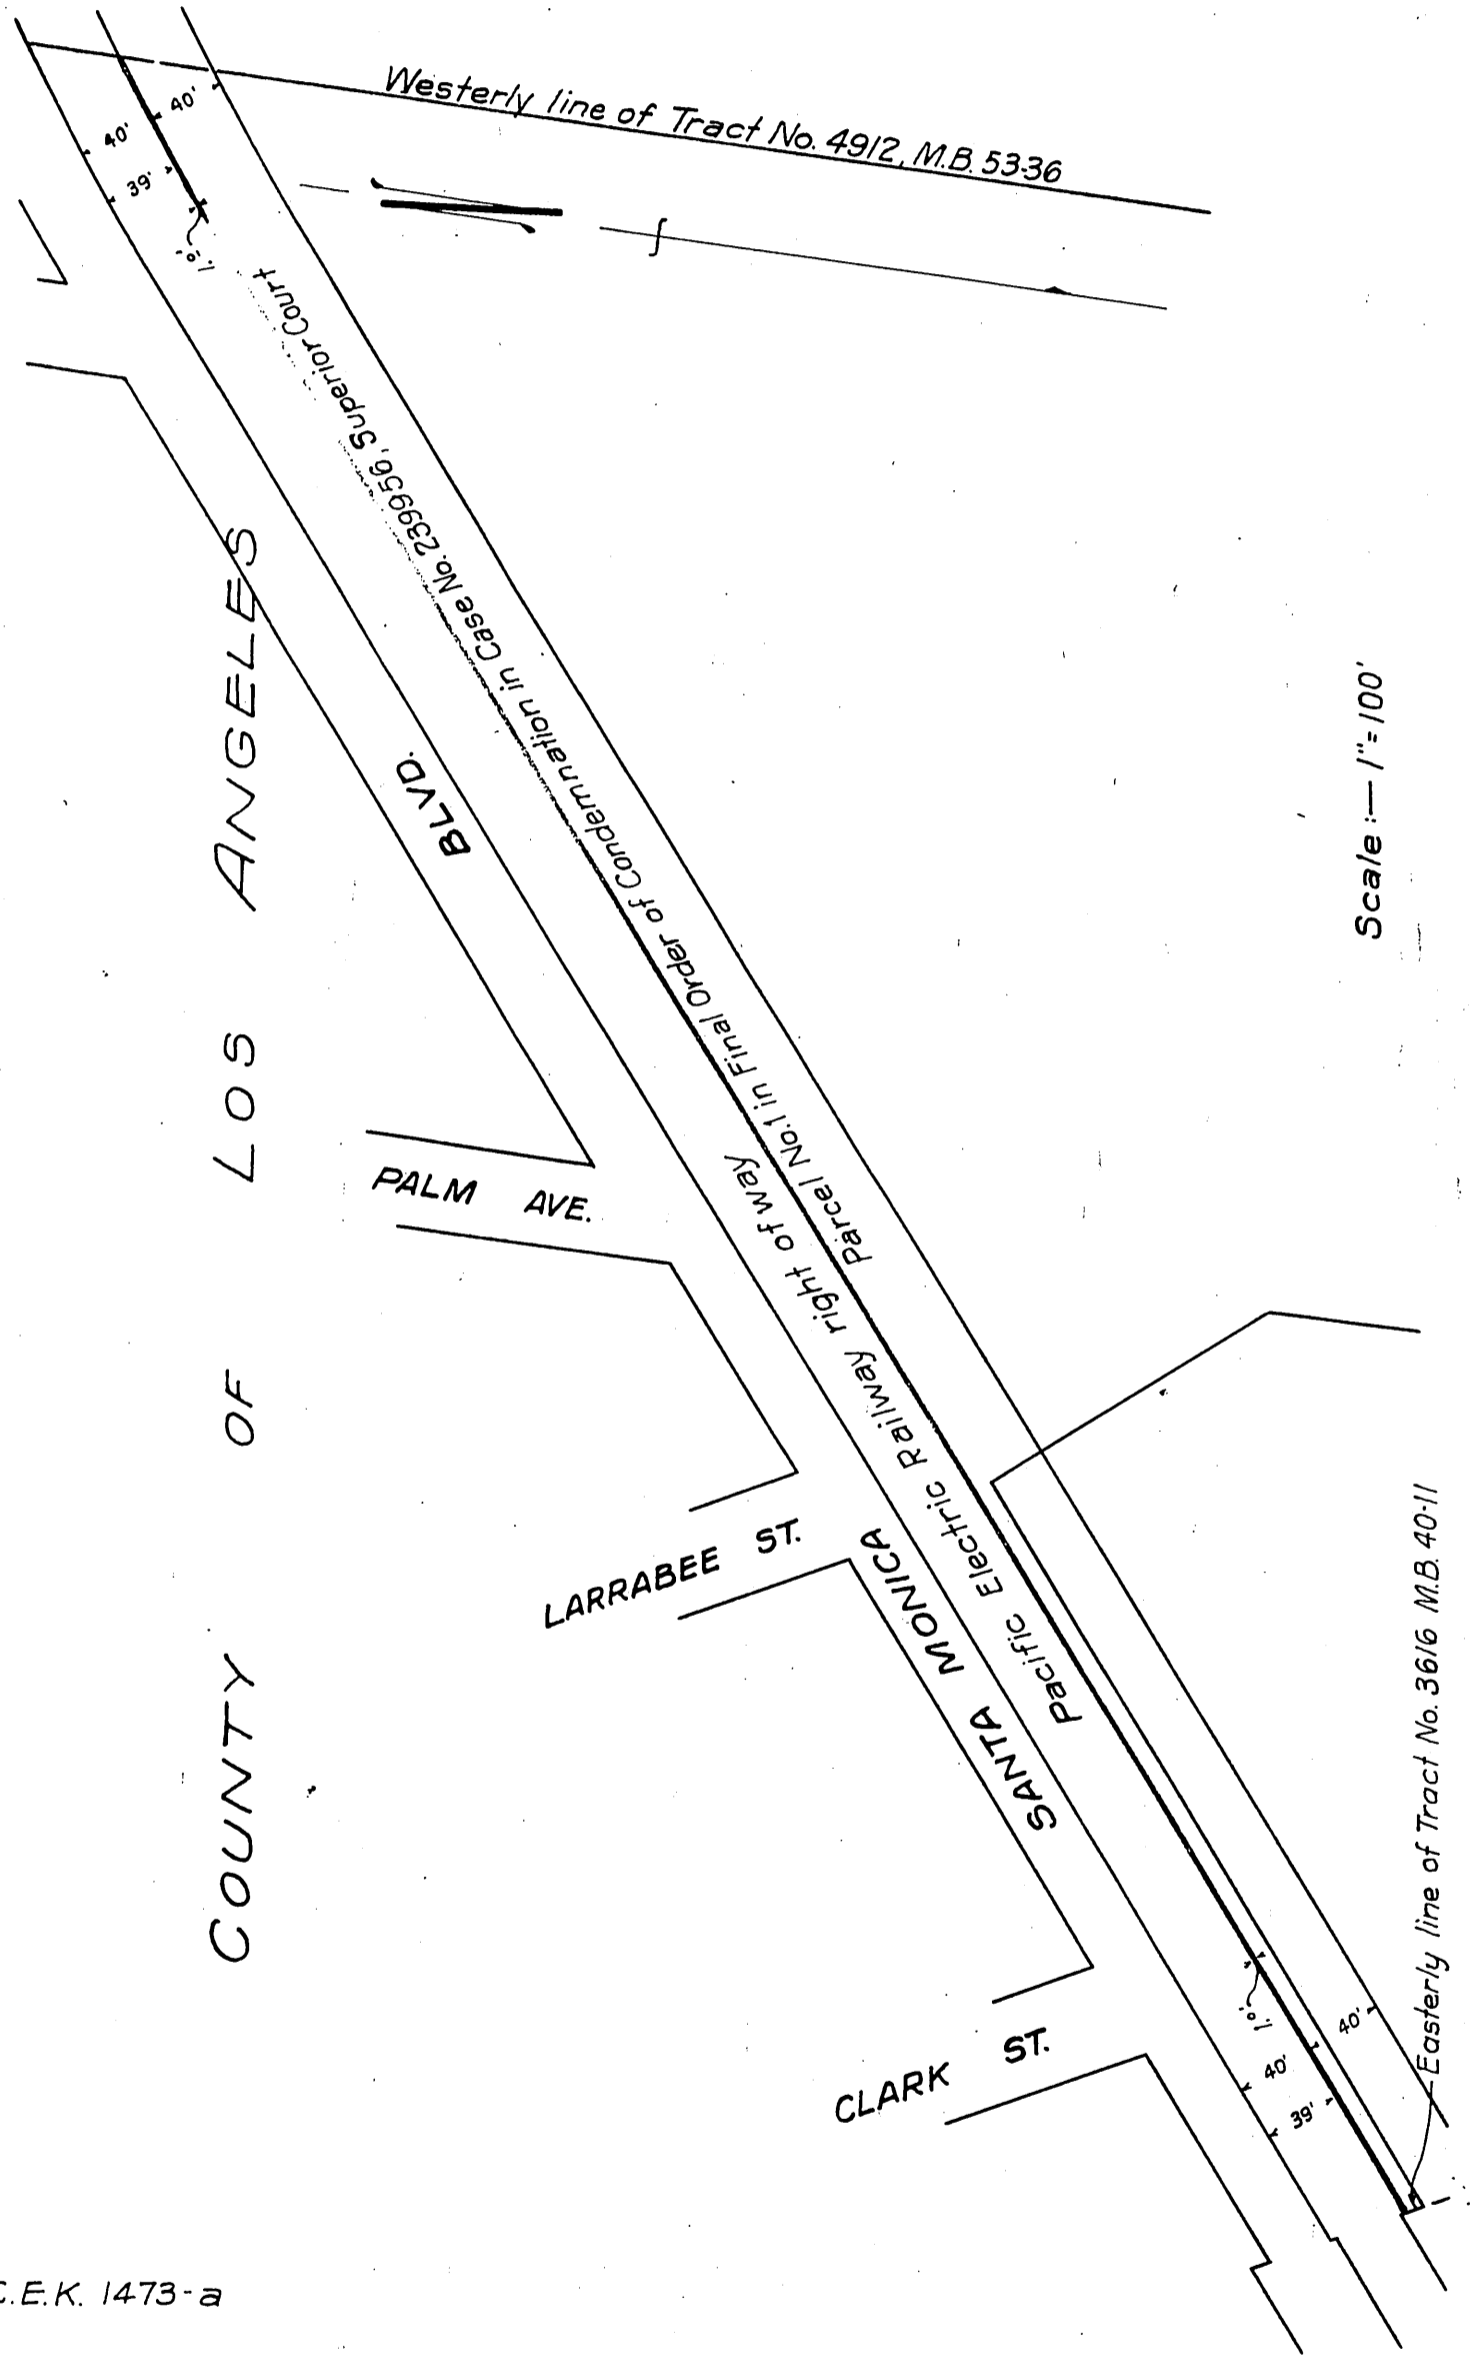 Westerly line of Tract No. 4912, M.B. 53-36
40'
40'
39'
1.0'
Parcel No.1 in Final Order of Condemnation in Case No. 239956, Superior Court
COUNTY OF LOS ANGELES
BLVD.
Scale:— 1"=100'
PALM AVE.
Pacific Electric Railway right of way
LARRABEE ST.
SANTA MONICA
Easterly line of Tract No. 3616 M.B. 40-11
CLARK ST.
1.0'
40'
40'
39'
C.E.K. 1473-a